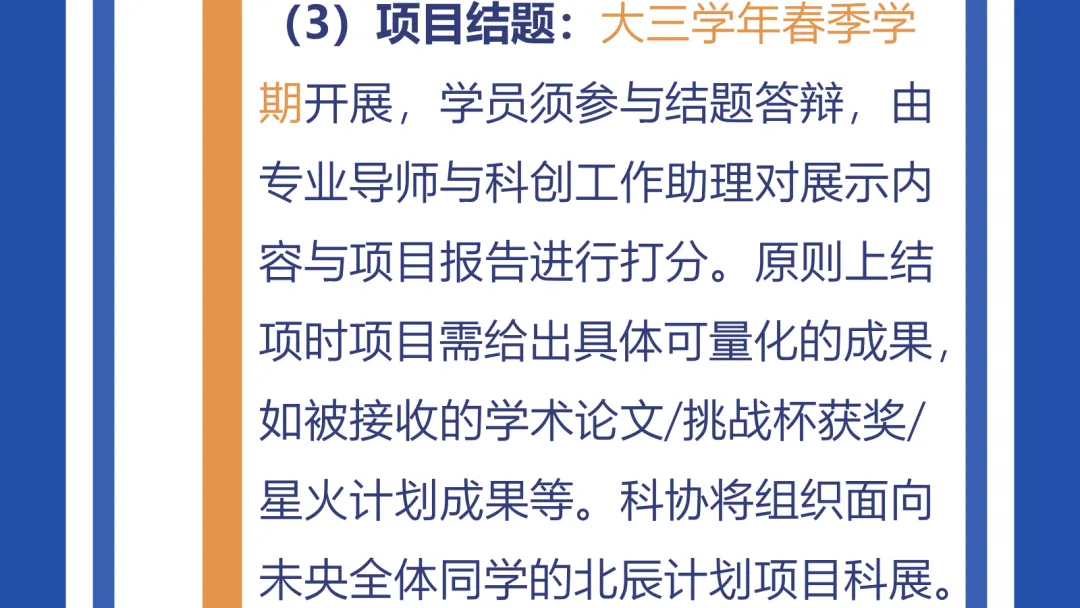 （3）项目结题：大三学年春季学
期开展，学员须参与结题答辩，由
专业导师与科创工作助理对展示内
容与项目报告进行打分。原则上结
项时项目需给出具体可量化的成果，
如被接收的学术论文/挑战杯获奖/
星火计划成果等。科协将组织面向
未央全体同学的北辰计划项目科展。